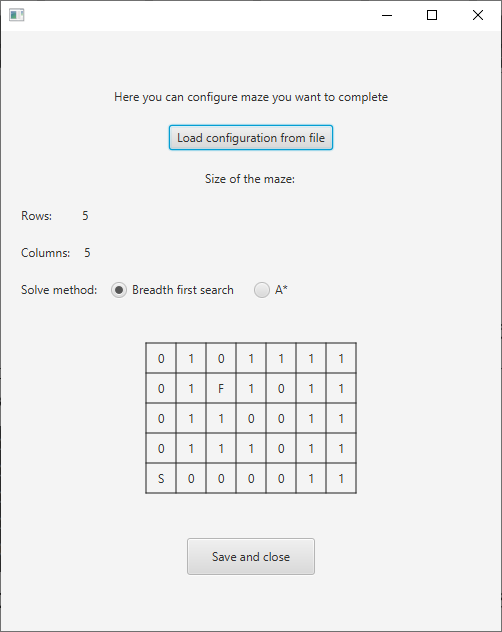 Here you can configure maze you want to complete
Load configuration from file
Size of the maze:
Rows: 5
Columns: 5
Solve method: Breadth first search A*
0 1 0 1 1 1 1
0 1 F 1 0 1 1
0 1 1 0 0 1 1
0 1 1 1 0 1 1
S 0 0 0 0 1 1
Save and close